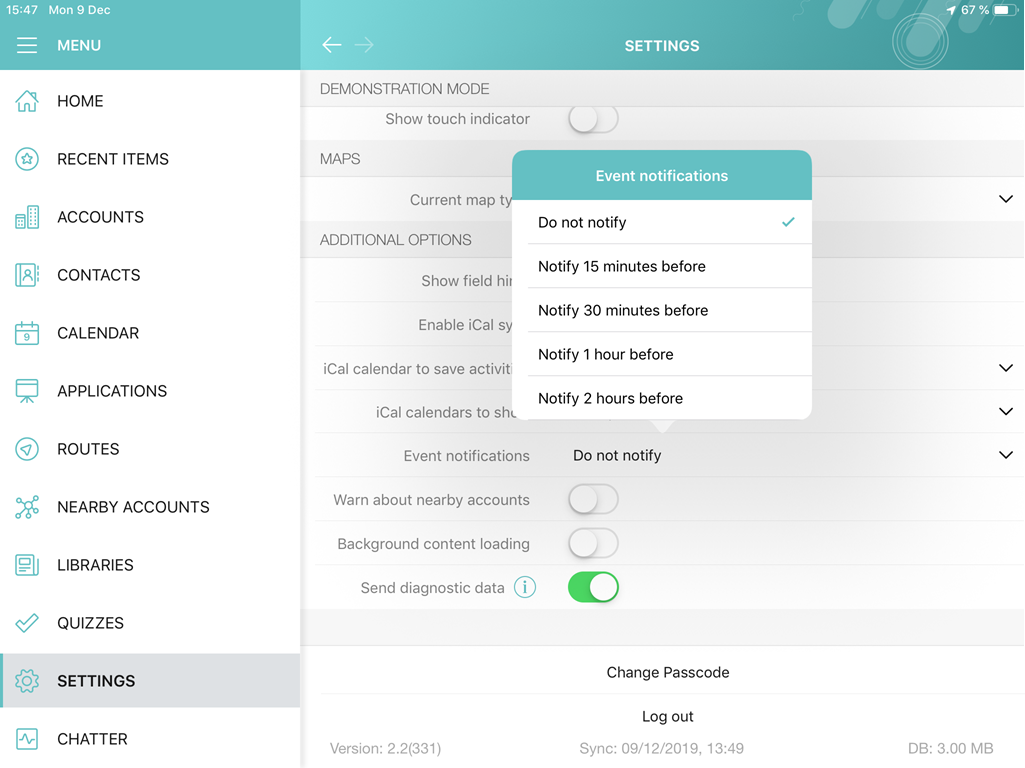 15:47 Mon 9 Dec
67 %
MENU
SETTINGS
HOME
RECENT ITEMS
ACCOUNTS
CONTACTS
9
CALENDAR
APPLICATIONS
ROUTES
NEARBY ACCOUNTS
LIBRARIES
QUIZZES
SETTINGS
CHATTER
DEMONSTRATION MODE
Show touch indicator
MAPS
Current map ty
ADDITIONAL OPTIONS
Show field hin
Enable iCal sy
iCal calendar to save activiti
iCal calendars to sho
Event notifications
Do not notify
Notify 15 minutes before
Notify 30 minutes before
Notify 1 hour before
Notify 2 hours before
Event notifications Do not notify
Warn about nearby accounts
Background content loading
Send diagnostic data i
Change Passcode
Log out
Version: 2.2(331) Sync: 09/12/2019, 13:49 DB: 3.00 MB